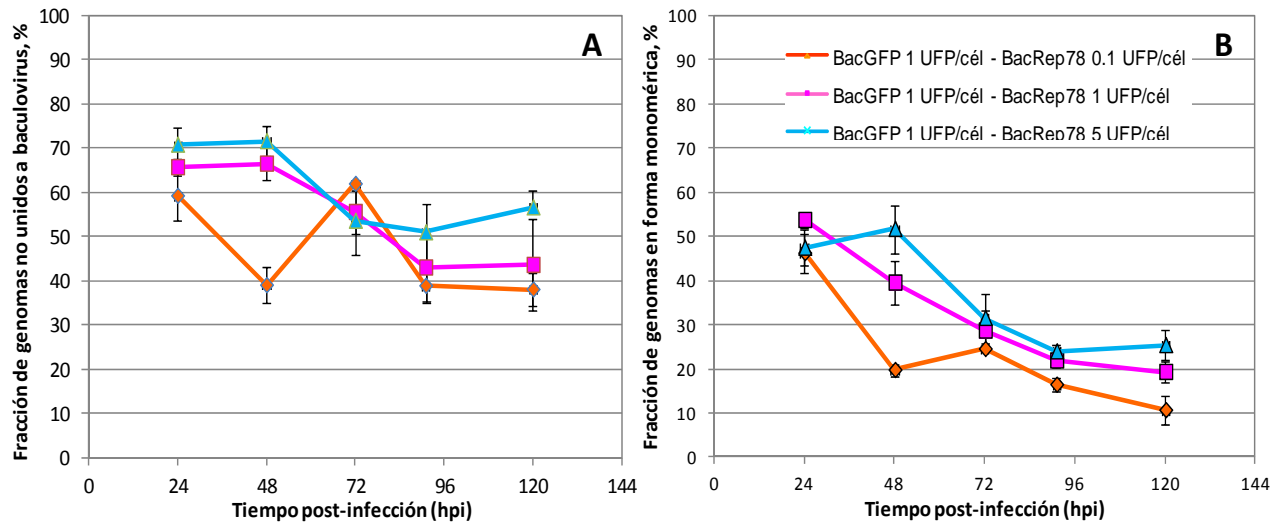 A
Fracción de genomas no unidos a baculovirus, %
100
90
80
70
60
50
40
30
20
10
0
0 24 48 72 96 120 144
Tiempo post-infección (hpi)
B
Fracción de genomas en forma monomérica, %
BacGFP 1 UFP/cél - BacRep78 0.1 UFP/cél
BacGFP 1 UFP/cél - BacRep78 1 UFP/cél
BacGFP 1 UFP/cél - BacRep78 5 UFP/cél
100
90
80
70
60
50
40
30
20
10
0
0 24 48 72 96 120 144
Tiempo post-infección (hpi)